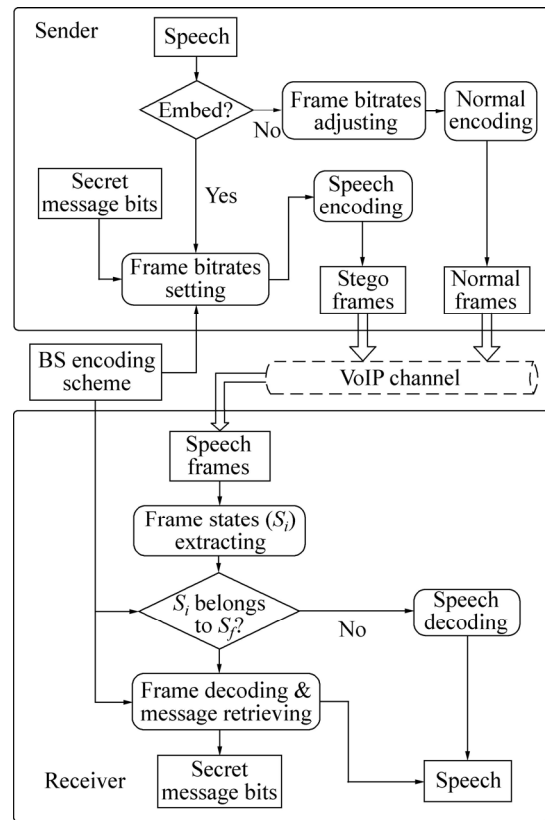 Sender
Speech
Embed?
No
Frame bitrates
adjusting
Normal
encoding
Yes
Secret
message bits
Speech
encoding
Frame bitrates
setting
Stego
frames
Normal
frames
BS encoding
scheme
VoIP channel
Speech
frames
Frame states (Si)
extracting
Si belongs
to Sf?
No
Speech
decoding
Frame decoding &
message retrieving
Secret
message bits
Speech
Receiver